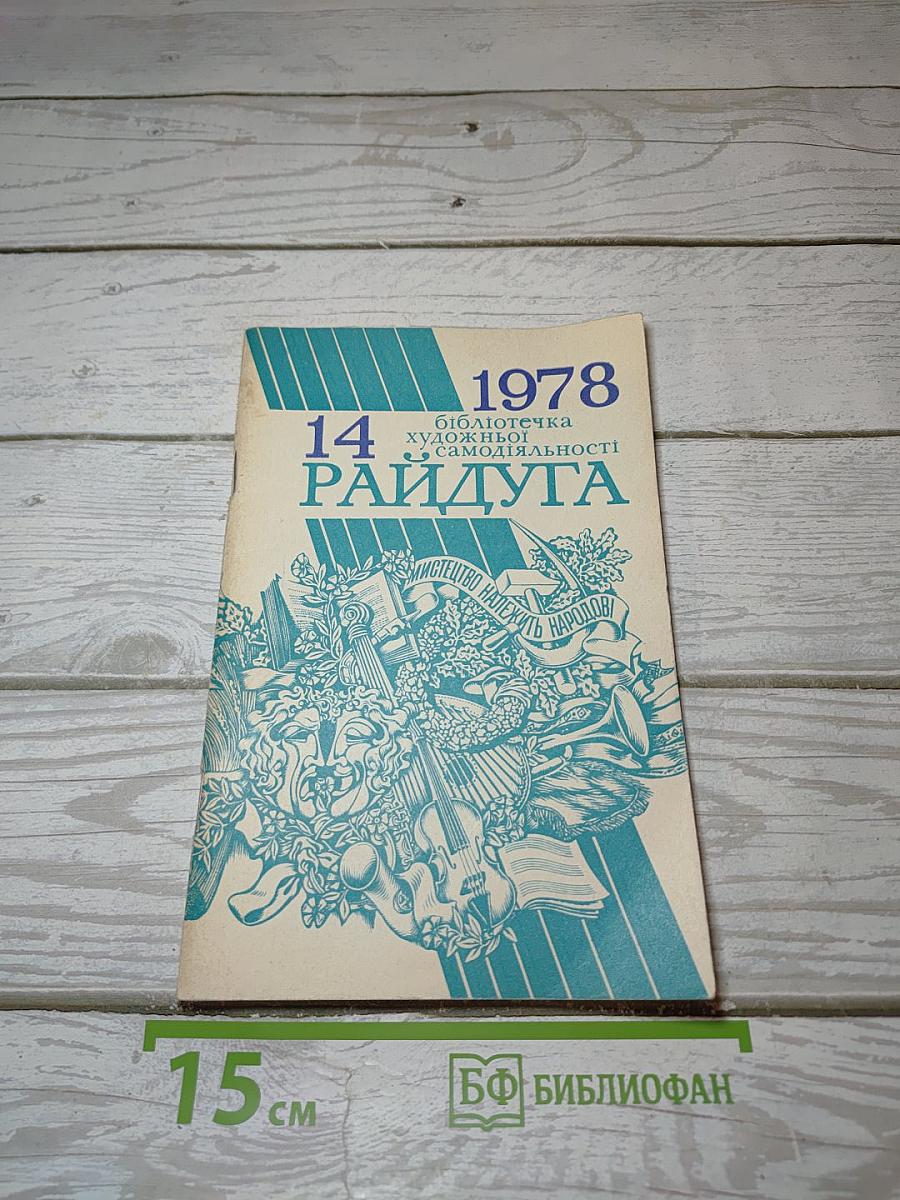 1978
14
бібліотечка
художньої
самодіяльності
РАЙДУГА
МИСТЕЦТВО НАЛЕЖИТЬ НАРОДОВІ
15 см
БФ БИБЛИОФАН